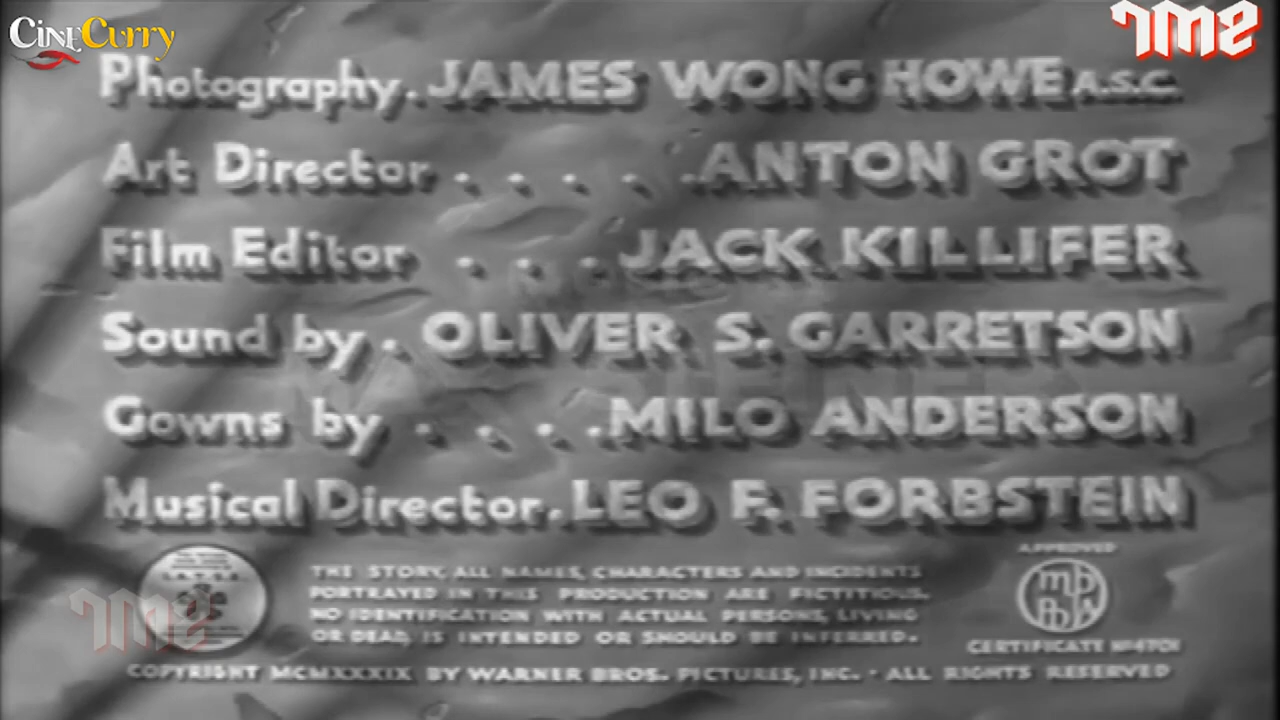 CineCurry
Photography. JAMES WONG HOWE A.S.C.
Art Director . . . . . ANTON GROT
Film Editor . . . JACK KILLIFER
Sound by. . OLIVER S. GARRETSON
Gowns by . . . . MILO ANDERSON
Musical Director. LEO F. FORBSTEIN
APPROVED
THE STORY, ALL NAMES, CHARACTERS AND INCIDENTS
PORTRAYED IN THIS PRODUCTION ARE FICTITIOUS.
NO IDENTIFICATION WITH ACTUAL PERSONS, LIVING
OR DEAD, IS INTENDED OR SHOULD BE INFERRED.
CERTIFICATE Nº 4701
COPYRIGHT MCMXXXIX BY WARNER BROS. PICTURES, INC. · ALL RIGHTS RESERVED